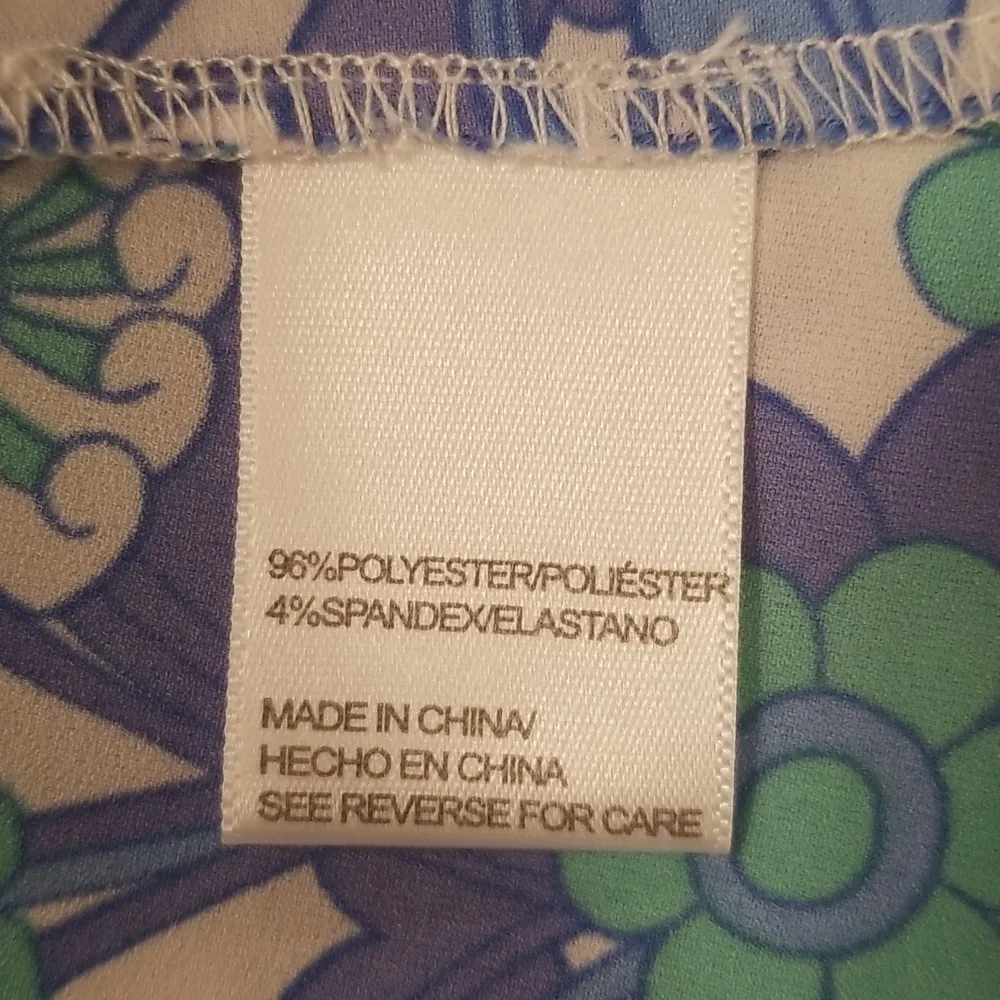 96%POLYESTER/POLIÉSTER
4%SPANDEX/ELASTANO
MADE IN CHINA/
HECHO EN CHINA
SEE REVERSE FOR CARE